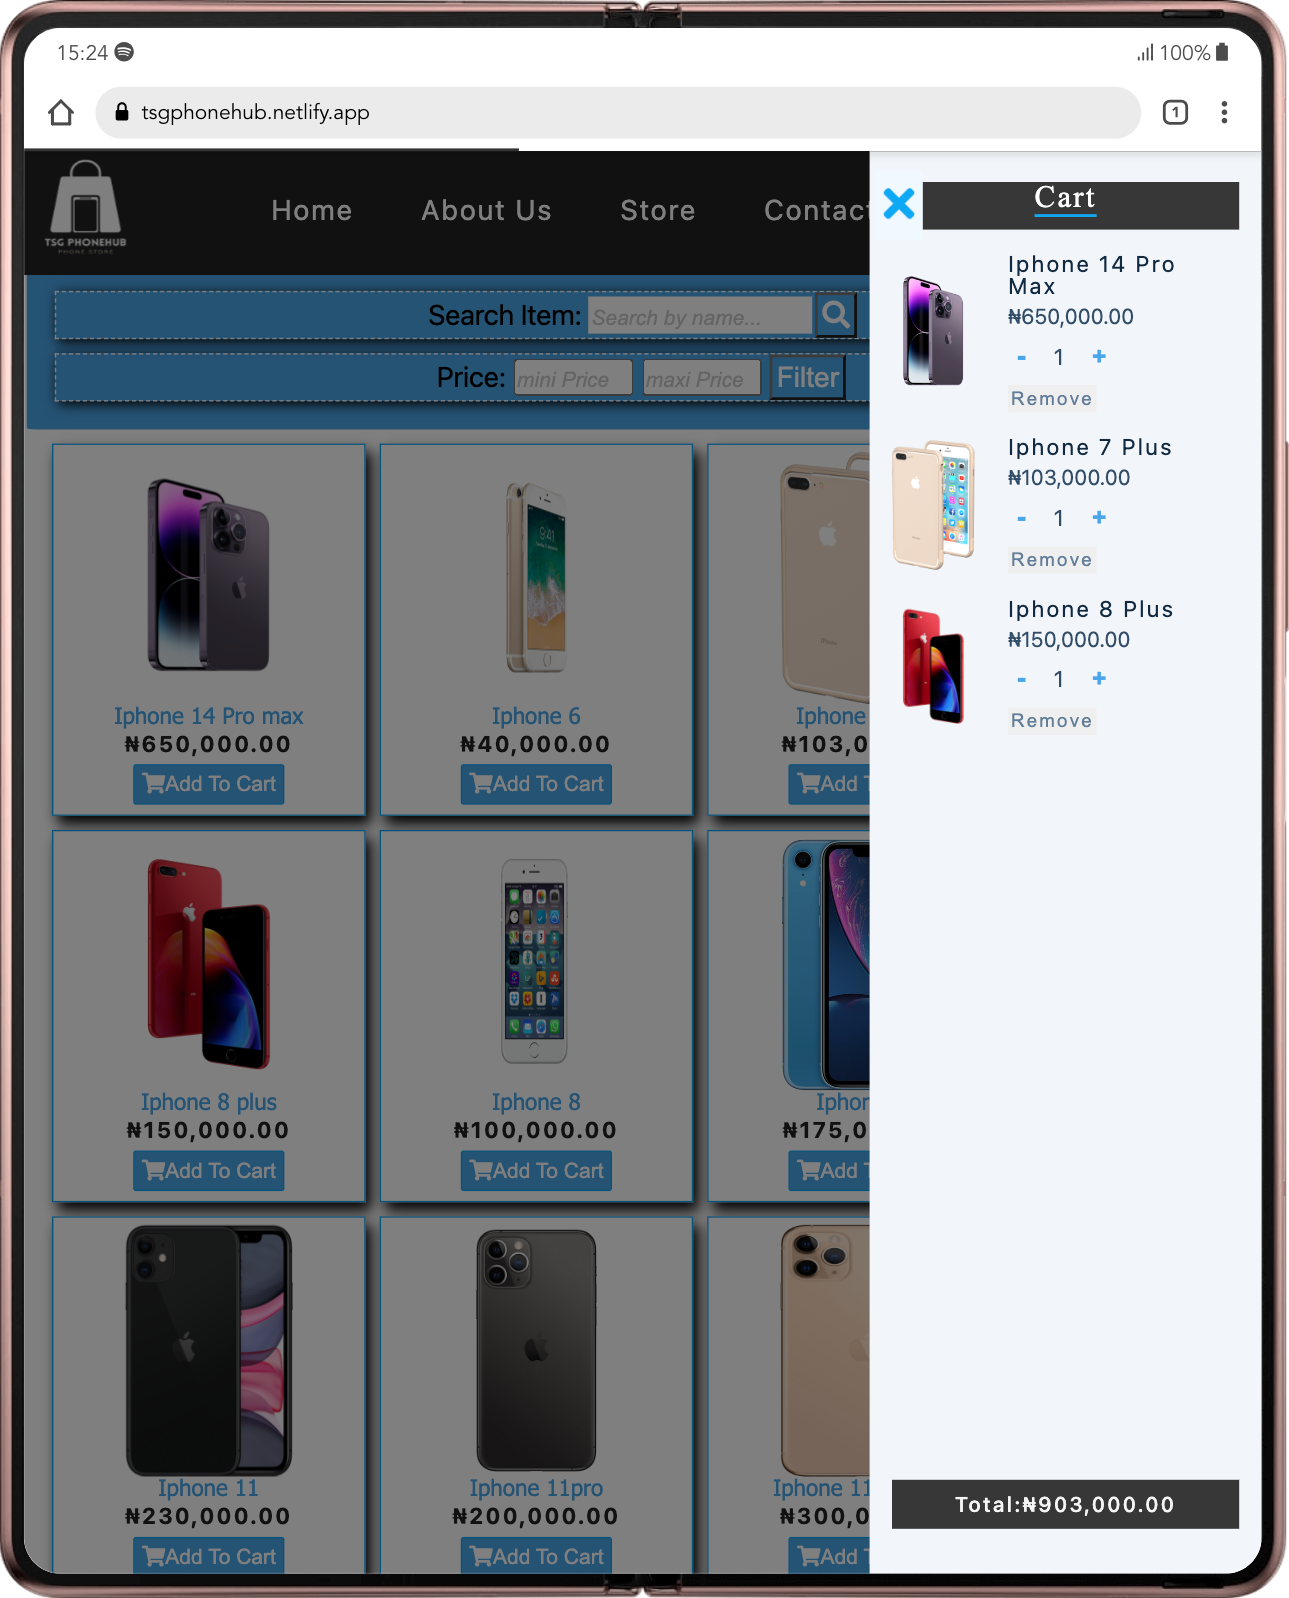 15:24
100%
tsgphonehub.netlify.app
1
TSG PHONEHUB
PHONE STORE
Home
About Us
Store
Contact
Search Item:
Search by name...
Price:
mini Price
maxi Price
Filter
Iphone 14 Pro max
₦650,000.00
Add To Cart
Iphone 6
₦40,000.00
Add To Cart
Iphone
₦103,0
Add T
Iphone 8 plus
₦150,000.00
Add To Cart
Iphone 8
₦100,000.00
Add To Cart
Iphor
₦175,0
Add T
Iphone 11
₦230,000.00
Add To Cart
Iphone 11pro
₦200,000.00
Add To Cart
Iphone 11
₦300,0
Add T
Cart
Iphone 14 Pro
Max
₦650,000.00
- 1 +
Remove
Iphone 7 Plus
₦103,000.00
- 1 +
Remove
Iphone 8 Plus
₦150,000.00
- 1 +
Remove
Total:₦903,000.00